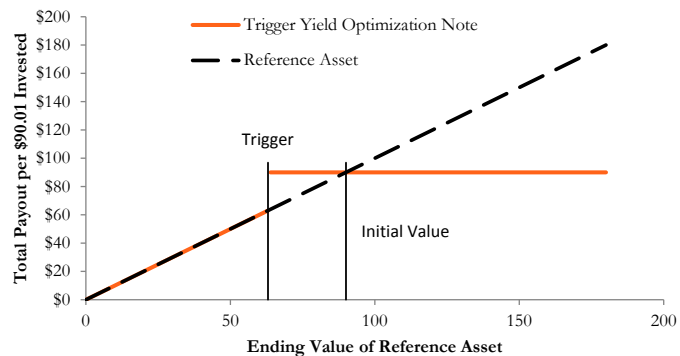 $200
$180
$160
$140
$120
$100
$80
$60
$40
$20
$0
Total Payout per $90.01 Invested
Trigger Yield Optimization Note
Reference Asset
Trigger
Initial Value
0
50
100
150
200
Ending Value of Reference Asset